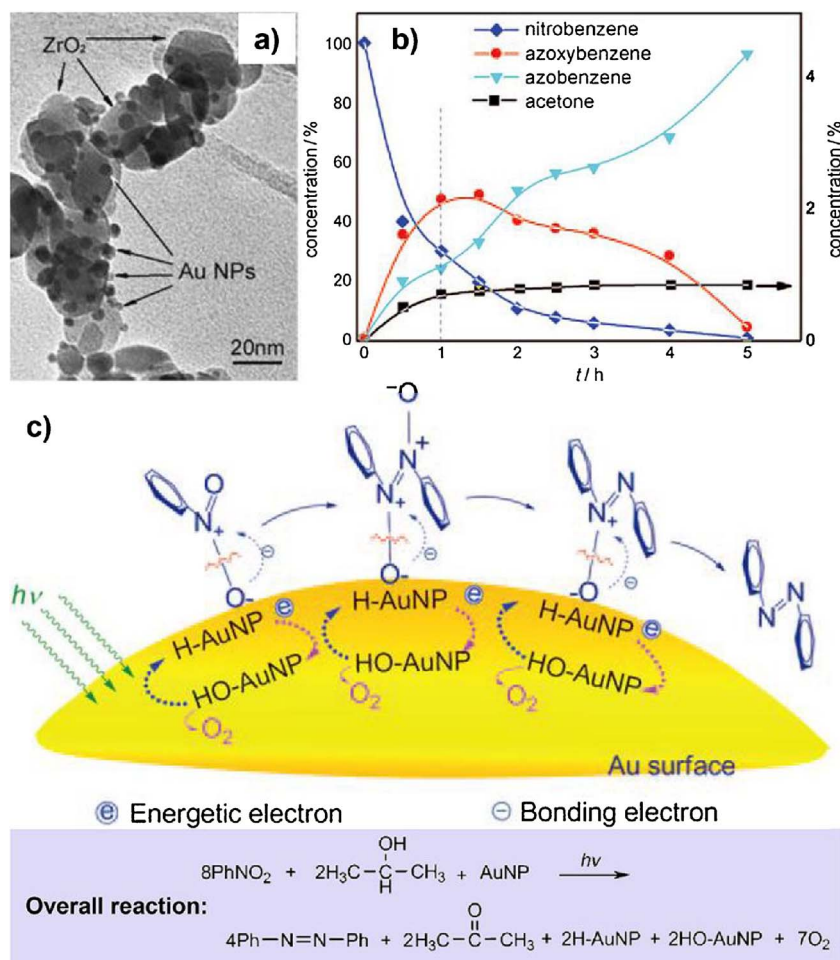 a)
ZrO₂
Au NPs
20nm
b)
nitrobenzene
azoxybenzene
azobenzene
acetone
concentration / %
100
80
60
40
20
0
0 1 2 3 4 5
t / h
4
2
0
concentration / %
c)
⁻O
O
N
+
O-
N
+
N
+
O-
N
N
+
O-
N=N
⊖
⊖
⊖
hν
H-AuNP e
HO-AuNP
O₂
H-AuNP e
HO-AuNP
O₂
H-AuNP e
HO-AuNP
O₂
Au surface
e Energetic electron
⊖ Bonding electron
Overall reaction:
OH
8PhNO₂ + 2H₃C–C–CH₃ + AuNP hν
H
O
4Ph–N=N–Ph + 2H₃C–C–CH₃ + 2H-AuNP + 2HO-AuNP + 7O₂